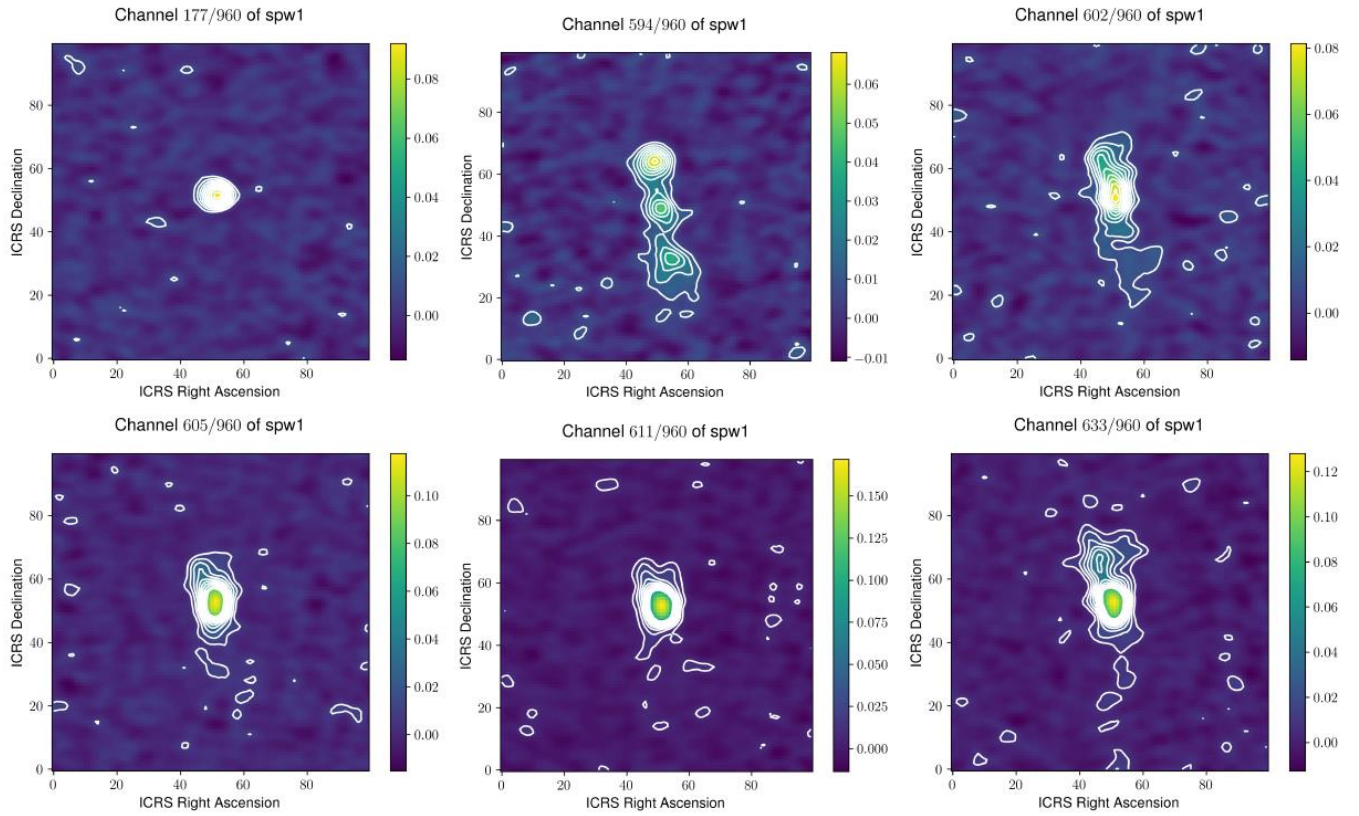 Channel 177/960 of spw1
0.08
0.06
0.04
0.02
0.00
80
60
40
20
0
ICRS Declination
0 20 40 60 80
ICRS Right Ascension
Channel 594/960 of spw1
0.06
0.05
0.04
0.03
0.02
0.01
0.00
−0.01
80
60
40
20
0
ICRS Declination
0 20 40 60 80
ICRS Right Ascension
Channel 602/960 of spw1
0.08
0.06
0.04
0.02
0.00
80
60
40
20
0
ICRS Declination
0 20 40 60 80
ICRS Right Ascension
Channel 605/960 of spw1
0.10
0.08
0.06
0.04
0.02
0.00
80
60
40
20
0
ICRS Declination
0 20 40 60 80
ICRS Right Ascension
Channel 611/960 of spw1
0.150
0.125
0.100
0.075
0.050
0.025
0.000
80
60
40
20
0
ICRS Declination
0 20 40 60 80
ICRS Right Ascension
Channel 633/960 of spw1
0.12
0.10
0.08
0.06
0.04
0.02
0.00
80
60
40
20
0
ICRS Declination
0 20 40 60 80
ICRS Right Ascension